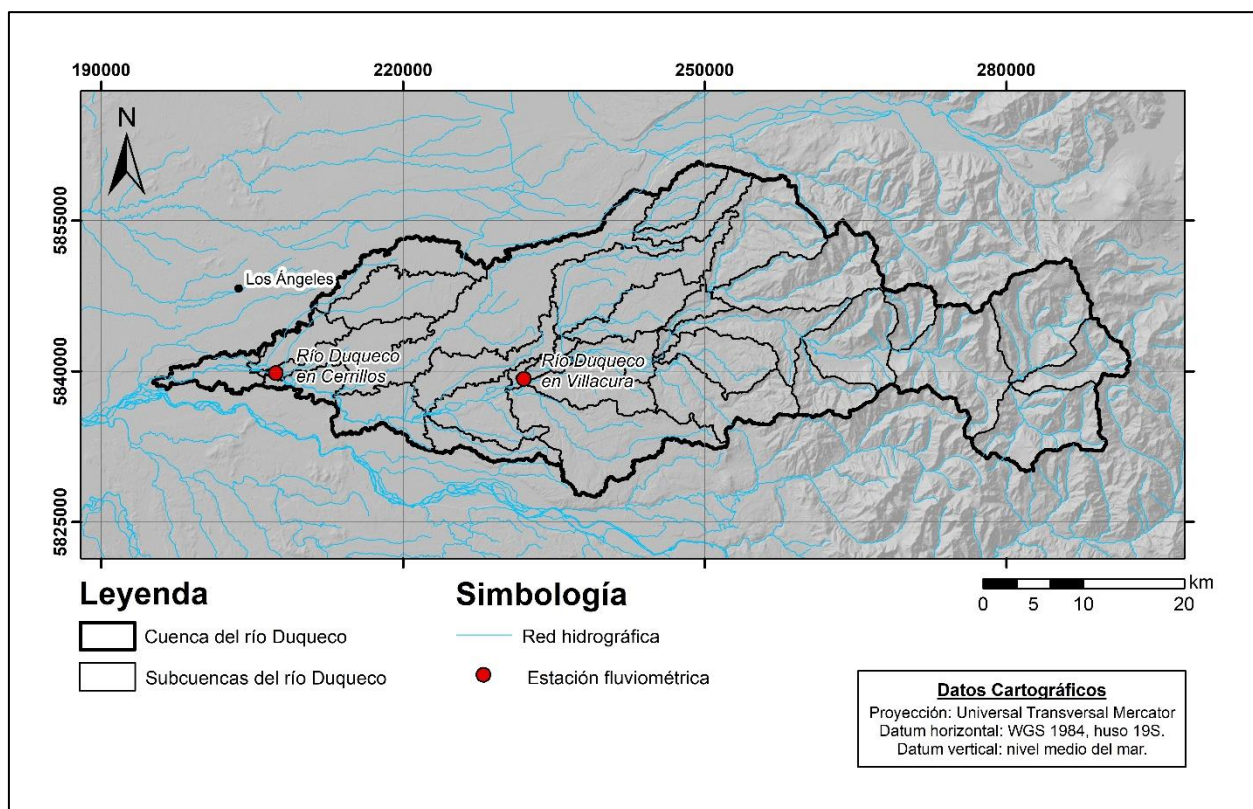 190000
220000
250000
280000
N
5855000
5840000
5825000
Los Ángeles
Río Duqueco
en Cerrillos
Río Duqueco
en Villacura
Leyenda
Cuenca del río Duqueco
Subcuencas del río Duqueco
Simbología
Red hidrográfica
Estación fluviométrica
km
0 5 10 20
Datos Cartográficos
Proyección: Universal Transversal Mercator
Datum horizontal: WGS 1984, huso 19S.
Datum vertical: nivel medio del mar.